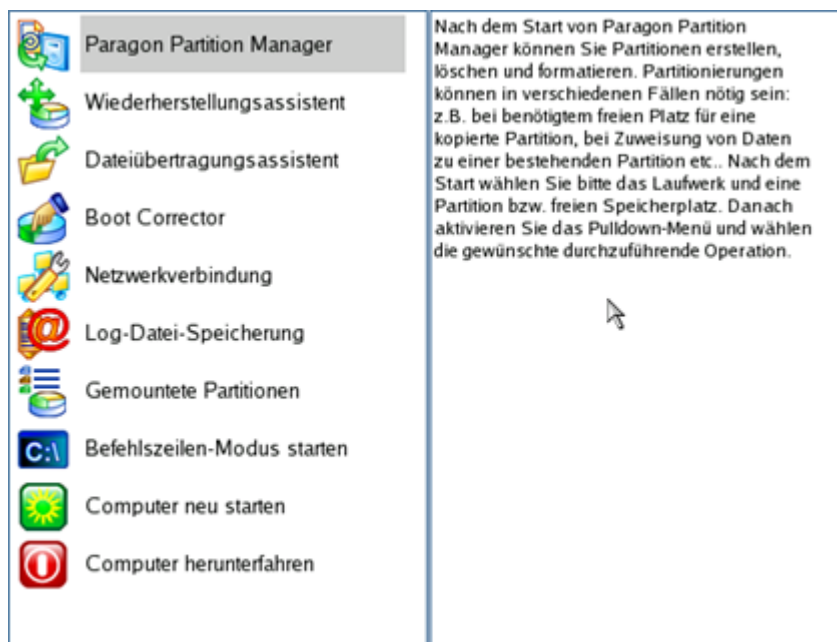 Paragon Partition Manager
Wiederherstellungsassistent
Dateiübertragungsassistent
Boot Corrector
Netzwerkverbindung
@
Log-Datei-Speicherung
Gemountete Partitionen
C:\
Befehlszeilen-Modus starten
Computer neu starten
Computer herunterfahren
Nach dem Start von Paragon Partition
Manager können Sie Partitionen erstellen,
löschen und formatieren. Partitionierungen
können in verschiedenen Fällen nötig sein:
z.B. bei benötigtem freien Platz für eine
kopierte Partition, bei Zuweisung von Daten
zu einer bestehenden Partition etc.. Nach dem
Start wählen Sie bitte das Laufwerk und eine
Partition bzw. freien Speicherplatz. Danach
aktivieren Sie das Pulldown-Menü und wählen
die gewünschte durchzuführende Operation.